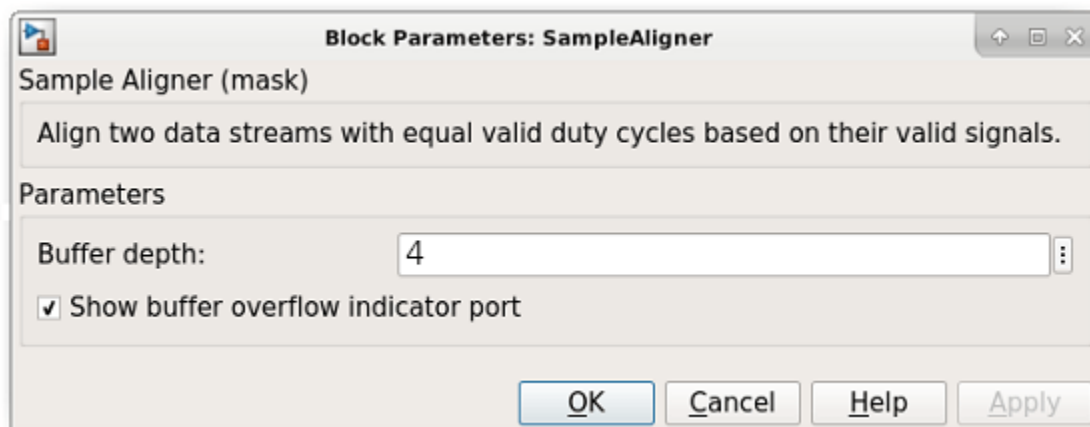 Block Parameters: SampleAligner
Sample Aligner (mask)
Align two data streams with equal valid duty cycles based on their valid signals.
Parameters
Buffer depth: 4
Show buffer overflow indicator port
OK Cancel Help Apply